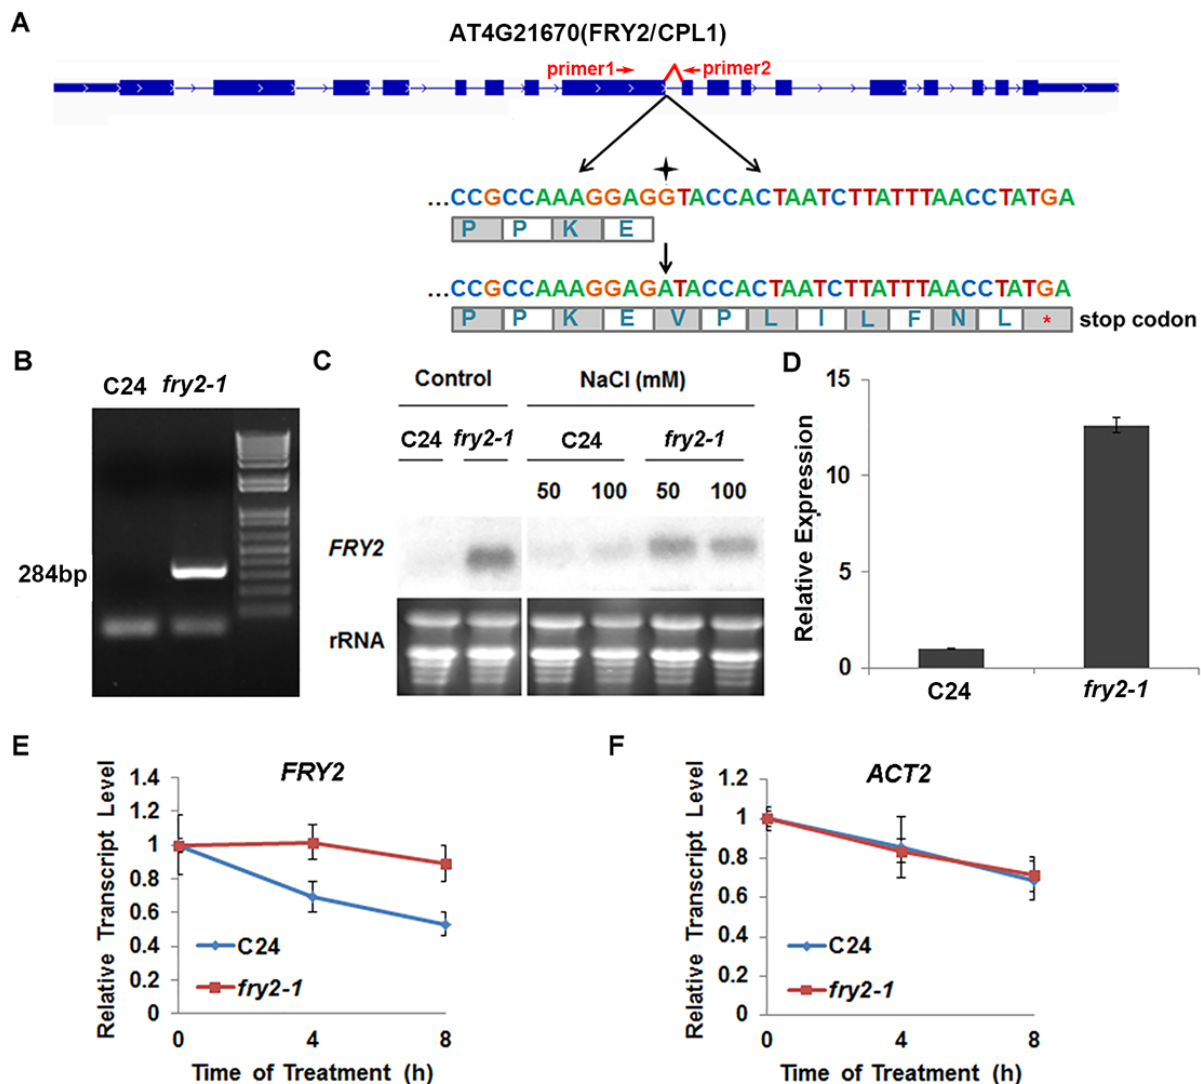 A
AT4G21670(FRY2/CPL1)
primer1
primer2
...CCGCCAAAGGAGGTACCACTAATCTTATTTAACCTATGA
P P K E
...CCGCCAAAGGAGATACCACTAATCTTATTTAACCTATGA
P P K E V P L I L F N L * stop codon
B
C24 fry2-1
284bp
C
Control NaCl (mM)
C24 fry2-1 C24 fry2-1
50 100 50 100
FRY2
rRNA
D
Relative Expression
15
10
5
0
C24 fry2-1
E
FRY2
Relative Transcript Level
1.4
1.2
1
0.8
0.6
0.4
0.2
0
C24
fry2-1
0 4 8
Time of Treatment (h)
F
ACT2
Relative Transcript Level
1.2
1
0.8
0.6
0.4
0.2
0
C24
fry2-1
0 4 8
Time of Treatment (h)